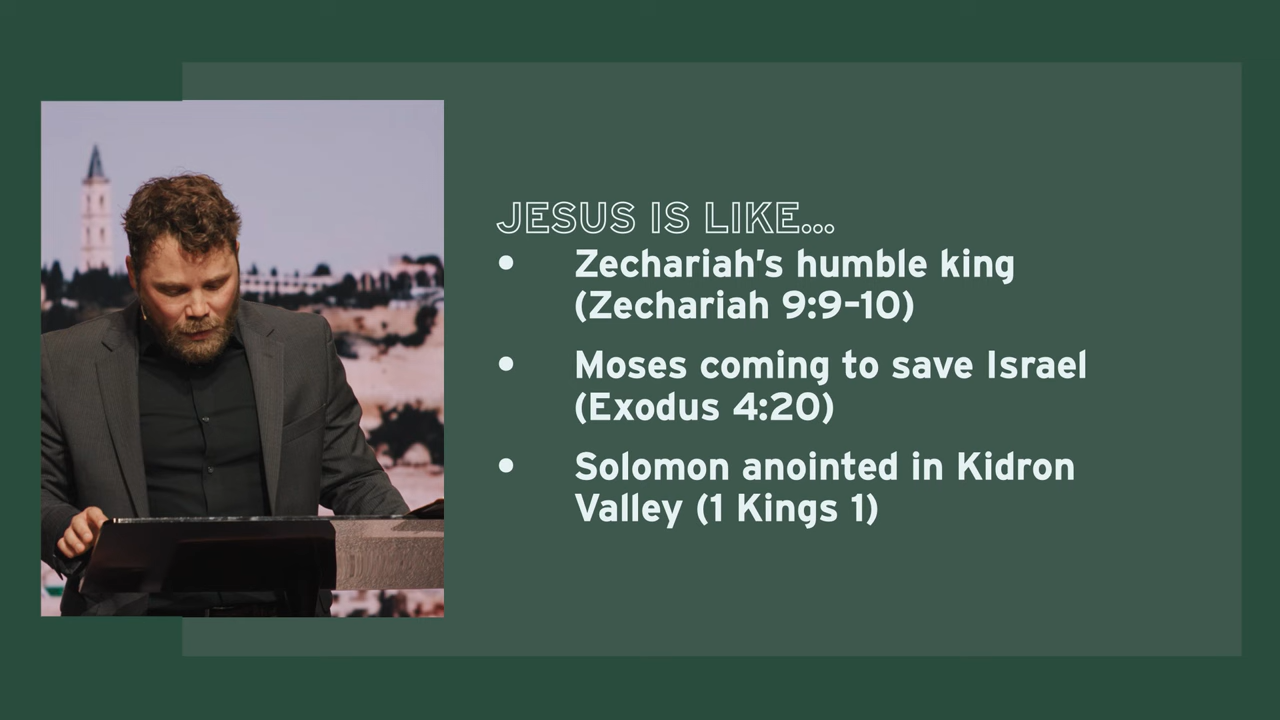 JESUS IS LIKE...
• Zechariah's humble king
(Zechariah 9:9–10)
• Moses coming to save Israel
(Exodus 4:20)
• Solomon anointed in Kidron
Valley (1 Kings 1)